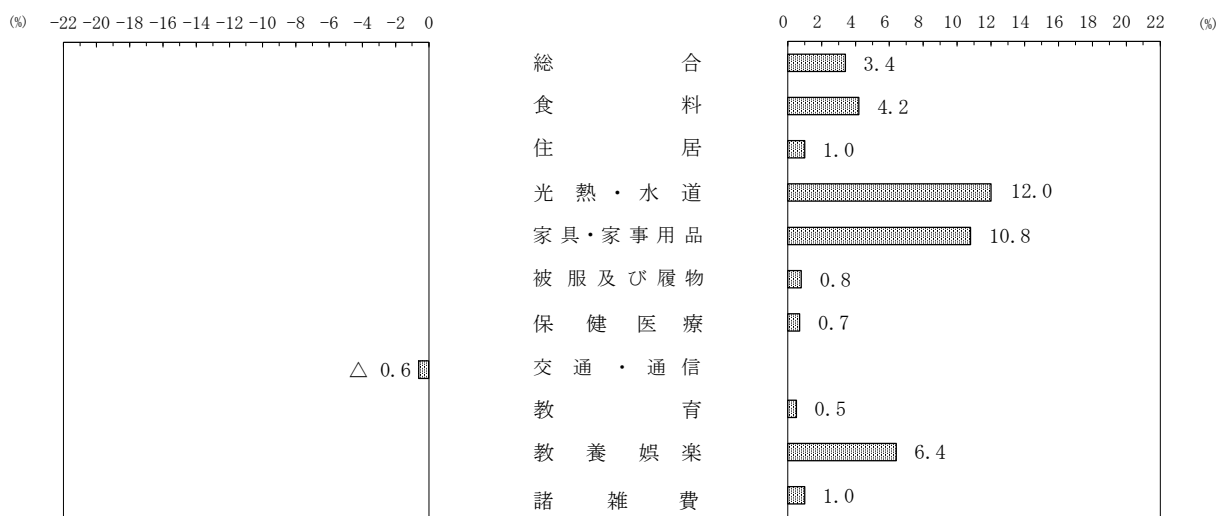 (%) −22 −20 −18 −16 −14 −12 −10 −8 −6 −4 −2 0 0 2 4 6 8 10 12 14 16 18 20 22 (%)
総合 3.4
食料 4.2
住居 1.0
光熱・水道 12.0
家具・家事用品 10.8
被服及び履物 0.8
保健医療 0.7
△ 0.6 交通・通信
教育 0.5
教養娯楽 6.4
諸雑費 1.0